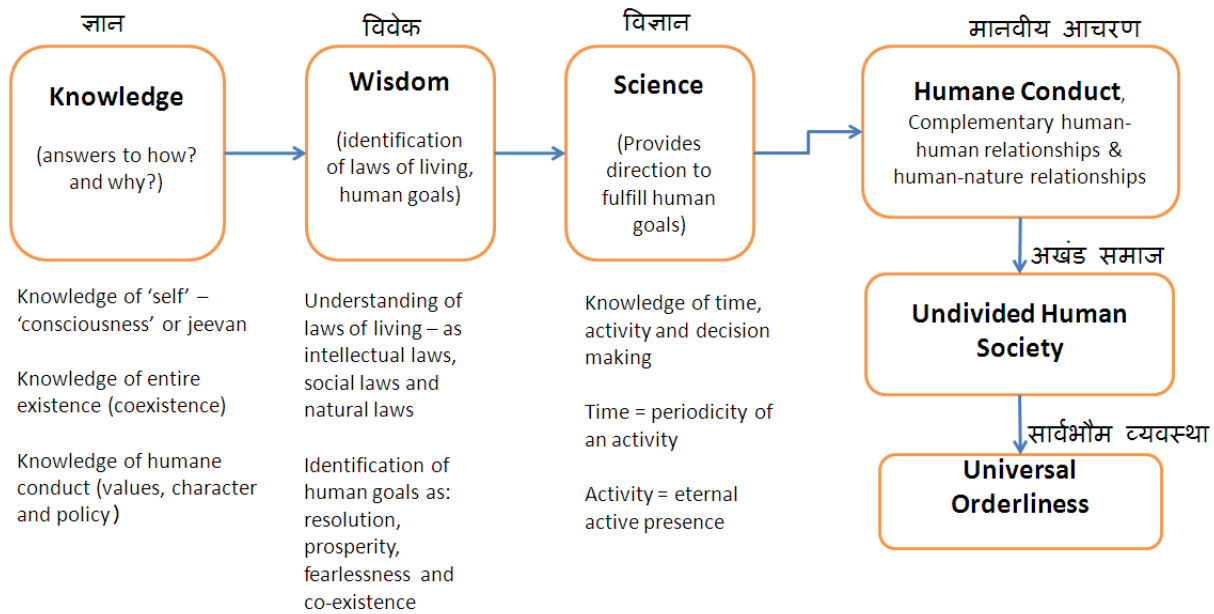 ज्ञान
Knowledge
(answers to how?
and why?)
Knowledge of ‘self’ –
‘consciousness’ or jeevan
Knowledge of entire
existence (coexistence)
Knowledge of humane
conduct (values, character
and policy)
विवेक
Wisdom
(identification
of laws of living,
human goals)
Understanding of
laws of living – as
intellectual laws,
social laws and
natural laws
Identification of
human goals as:
resolution,
prosperity,
fearlessness and
co-existence
विज्ञान
Science
(Provides
direction to
fulfill human
goals)
Knowledge of time,
activity and decision
making
Time = periodicity of
an activity
Activity = eternal
active presence
मानवीय आचरण
Humane Conduct,
Complementary human-
human relationships &
human-nature relationships
अखंड समाज
Undivided Human
Society
सार्वभौम व्यवस्था
Universal
Orderliness